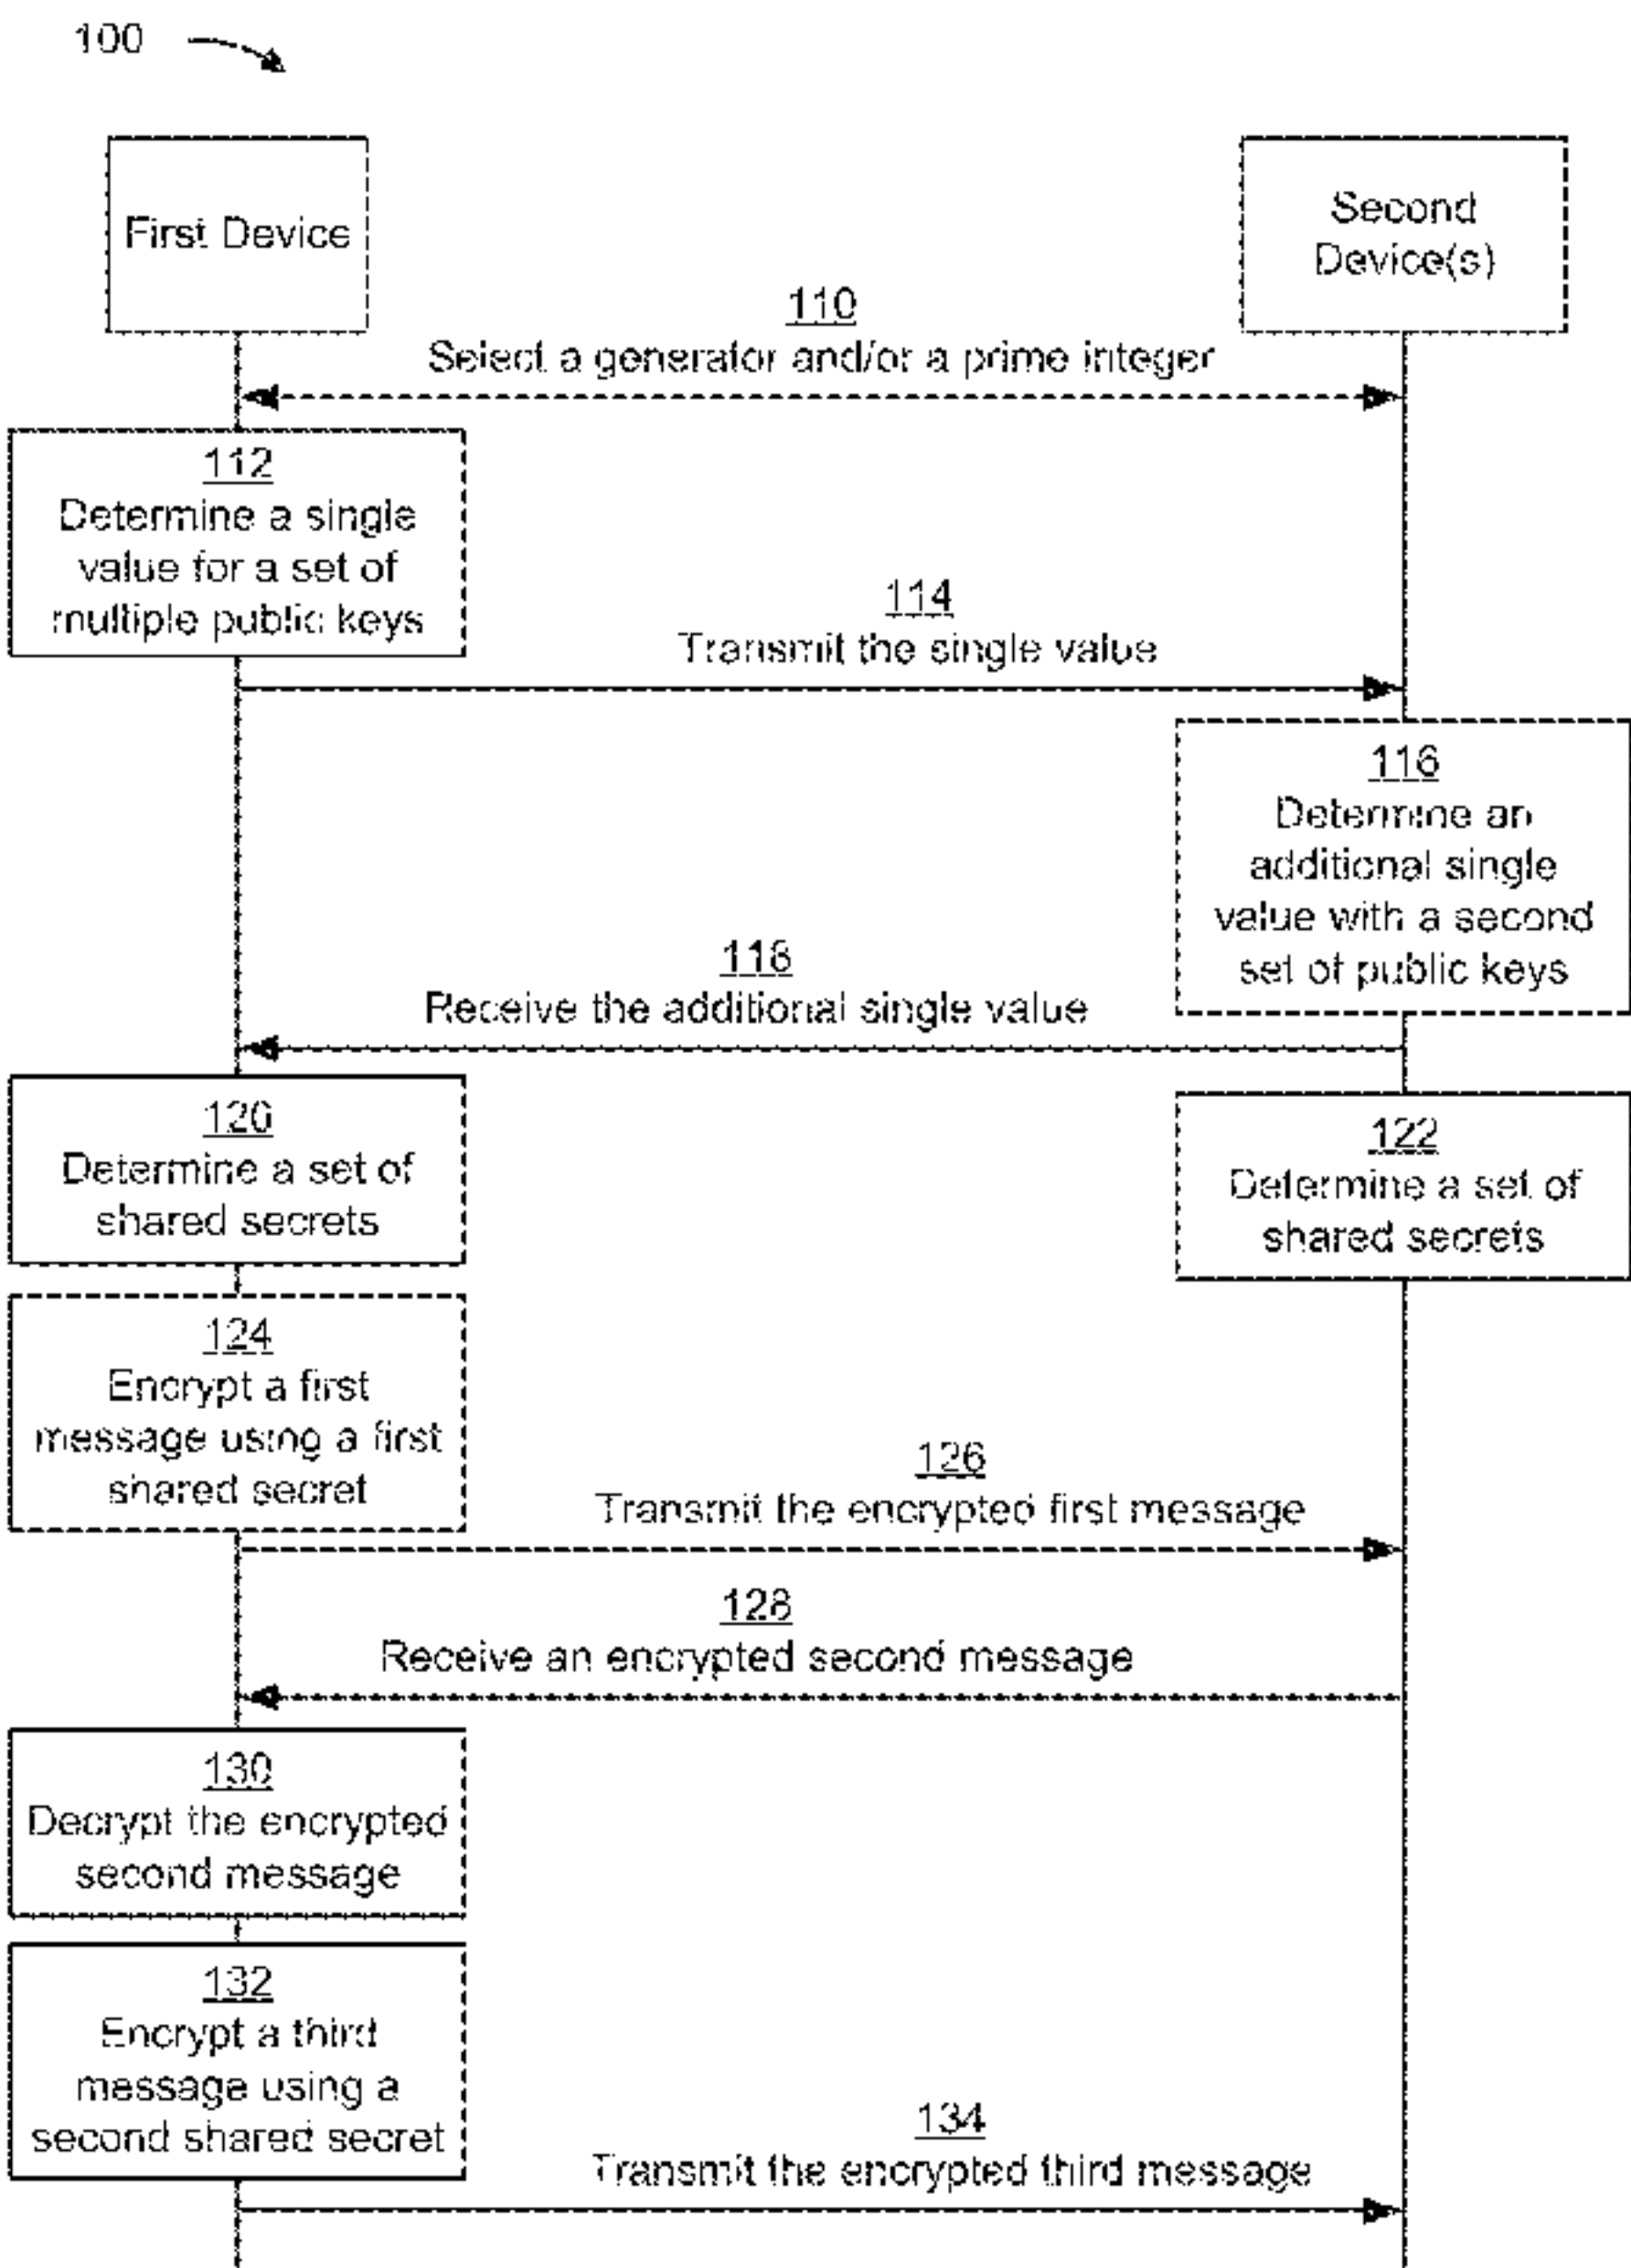 100
First Device
Second
Device(s)
110
Select a generator and/or a prime integer
112
Determine a single
value for a set of
multiple public keys
114
Transmit the single value
116
Determine an
additional single
value with a second
set of public keys
118
Receive the additional single value
120
Determine a set of
shared secrets
122
Determine a set of
shared secrets
124
Encrypt a first
message using a first
shared secret
126
Transmit the encrypted first message
128
Receive an encrypted second message
130
Decrypt the encrypted
second message
132
Encrypt a third
message using a
second shared secret
134
Transmit the encrypted third message